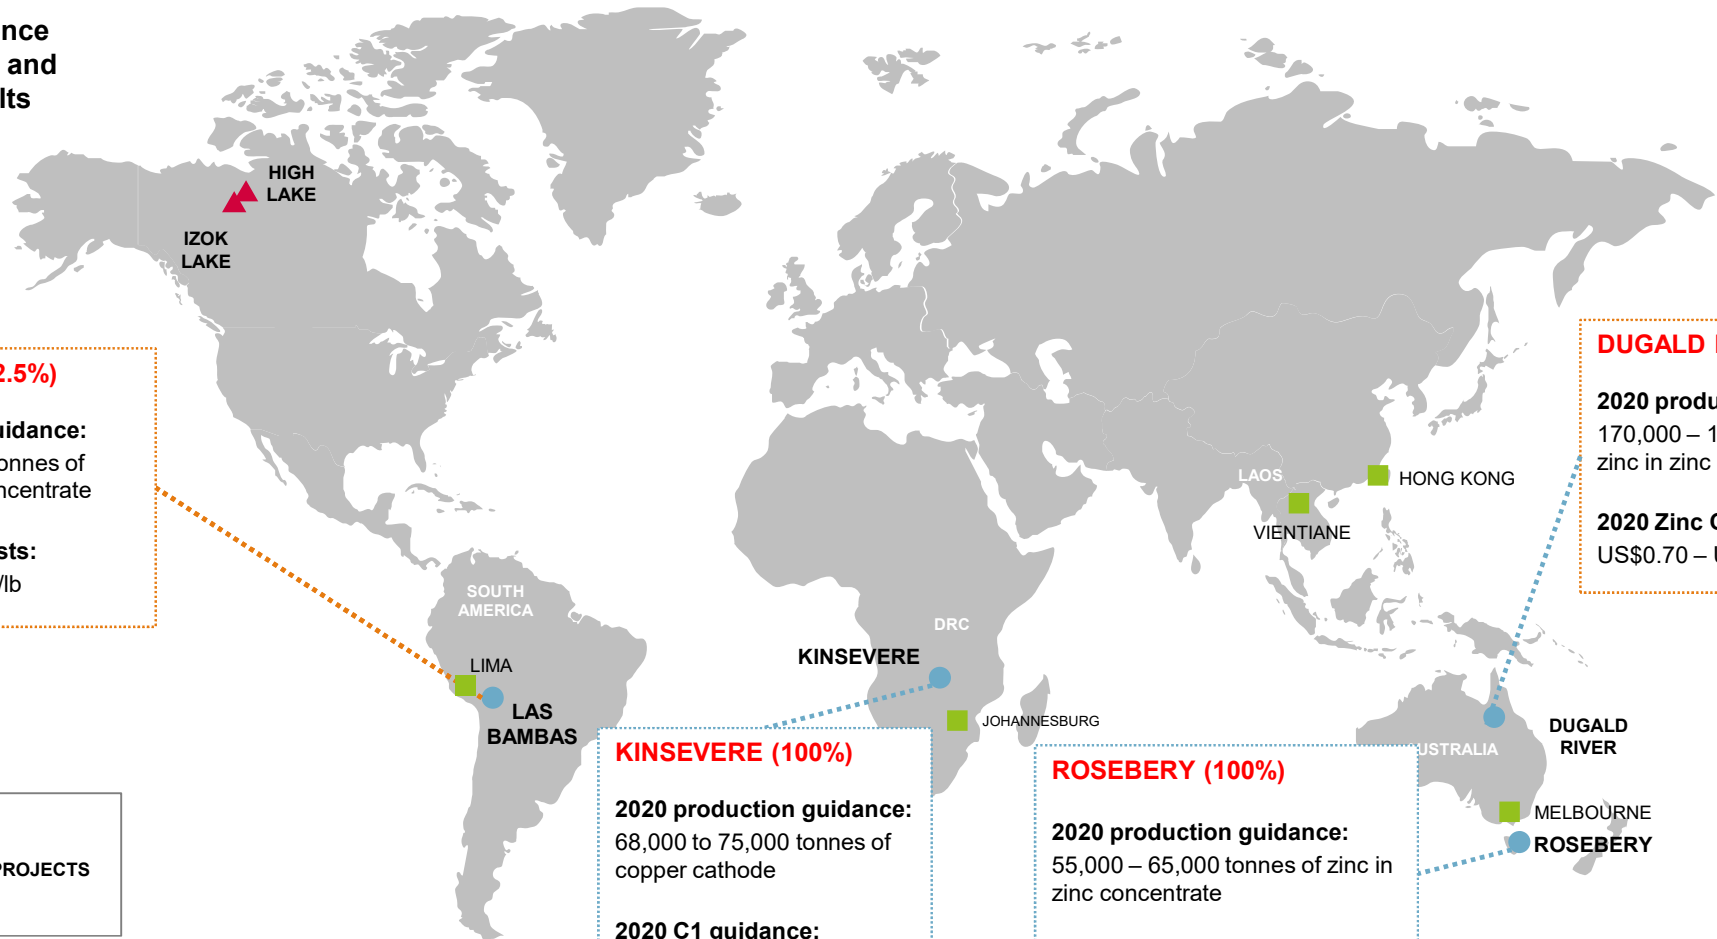 ance
and
lts
HIGH
LAKE
IZOK
LAKE
2.5%)
uidance:
onnes of
ncentrate
sts:
/lb
SOUTH
AMERICA
LIMA
LAS
BAMBAS
PROJECTS
DRC
KINSEVERE
JOHANNESBURG
KINSEVERE (100%)
2020 production guidance:
68,000 to 75,000 tonnes of
copper cathode
2020 C1 guidance:
LAOS
HONG KONG
VIENTIANE
DUGALD
2020 produ
170,000 – 1
zinc in zinc
2020 Zinc
US$0.70 –
USTRALIA
DUGALD
RIVER
MELBOURNE
ROSEBERY
ROSEBERY (100%)
2020 production guidance:
55,000 – 65,000 tonnes of zinc in
zinc concentrate